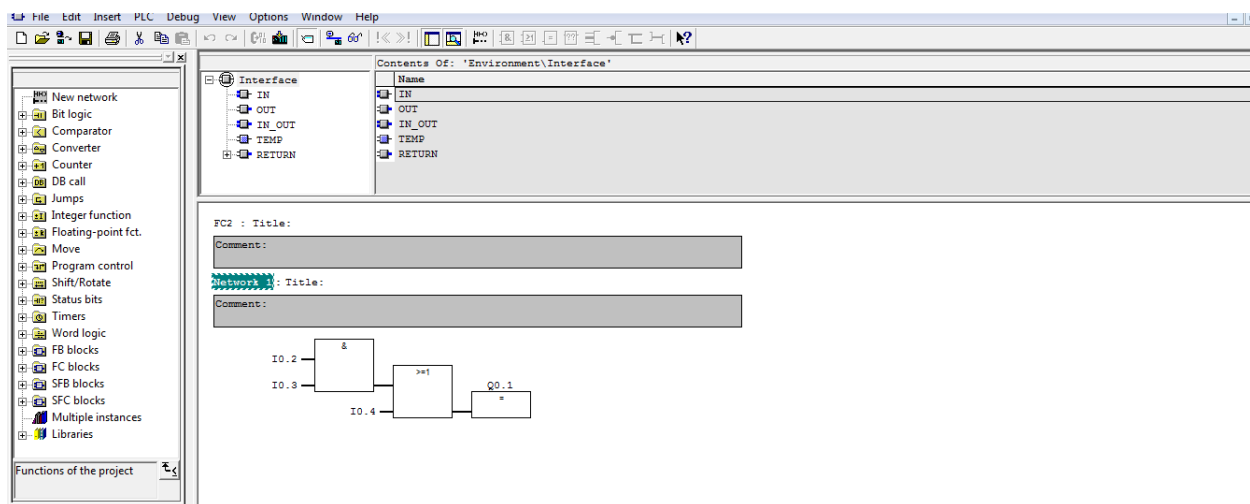 File Edit Insert PLC Debug View Options Window Help
Contents Of: 'Environment\Interface'
Interface
IN
OUT
IN_OUT
TEMP
RETURN
Name
IN
OUT
IN_OUT
TEMP
RETURN
New network
Bit logic
Comparator
Converter
Counter
DB call
Jumps
Integer function
Floating-point fct.
Move
Program control
Shift/Rotate
Status bits
Timers
Word logic
FB blocks
FC blocks
SFB blocks
SFC blocks
Multiple instances
Libraries
Functions of the project
FC2 : Title:
Comment:
Network 1: Title:
Comment:
&
I0.2
>=1
I0.3
Q0.1
=
I0.4